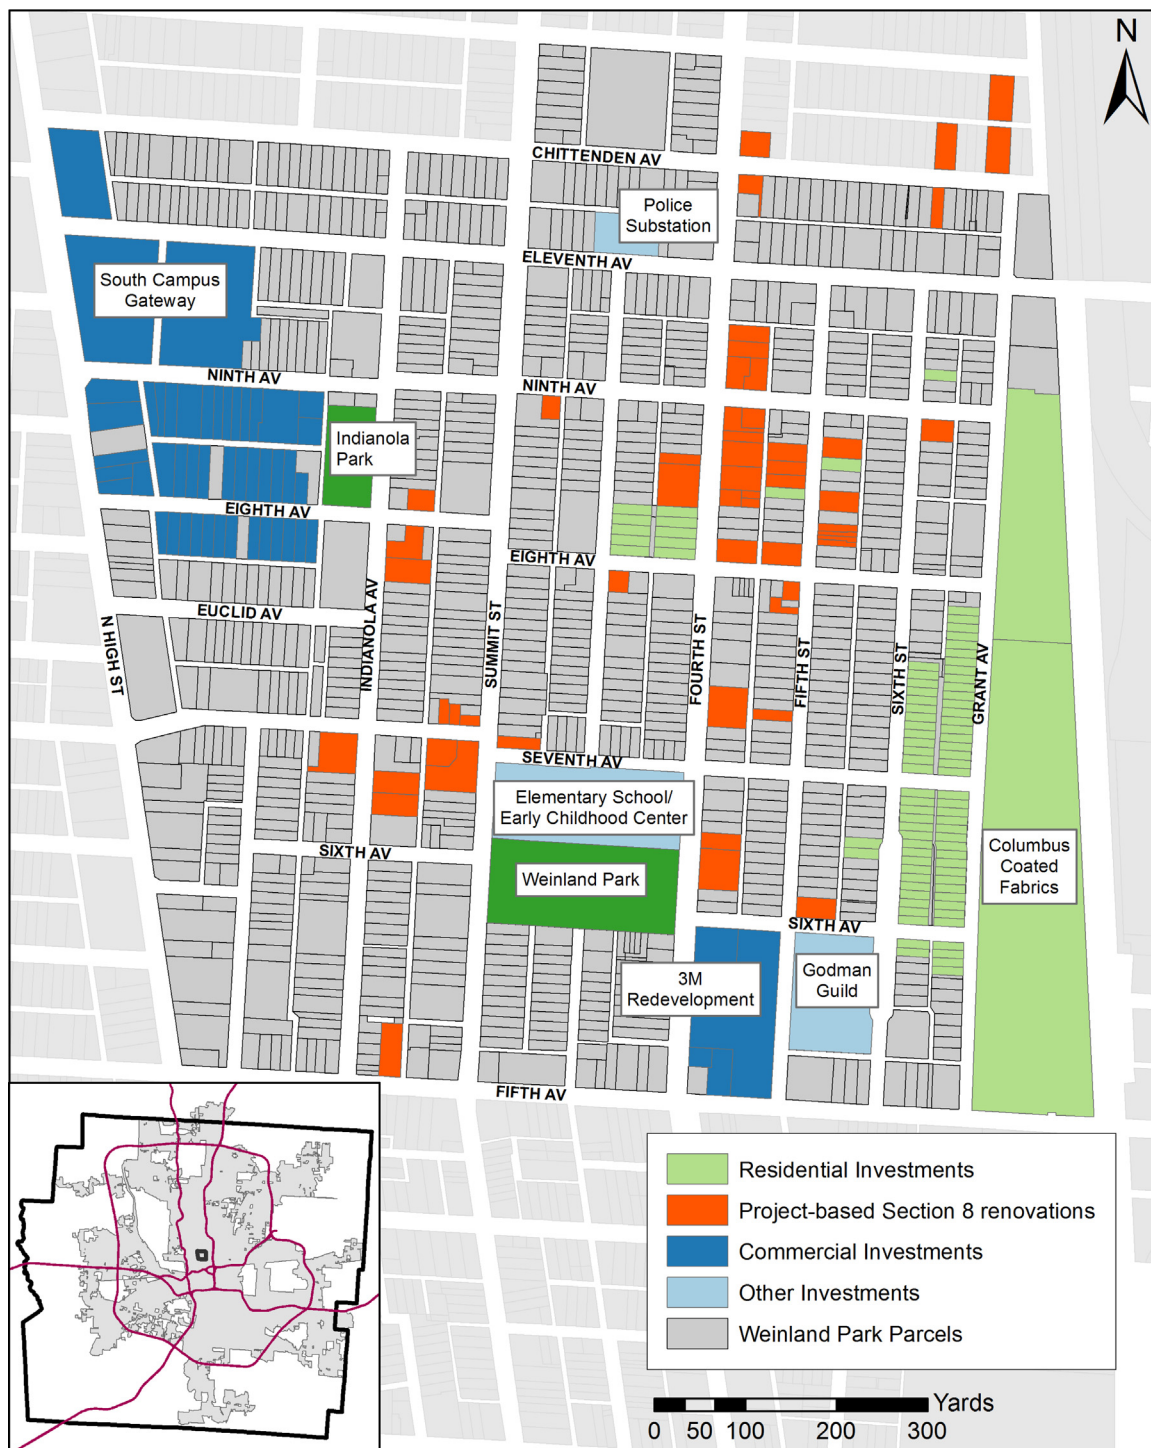 N
CHITTENDEN AV
Police
Substation
ELEVENTH AV
South Campus
Gateway
NINTH AV
NINTH AV
Indianola
Park
EIGHTH AV
EIGHTH AV
EUCLID AV
N HIGH ST
INDIANOLA AV
SUMMIT ST
FOURTH ST
FIFTH ST
SIXTH ST
GRANT AV
SEVENTH AV
Elementary School/
Early Childhood Center
SIXTH AV
Weinland Park
Columbus
Coated
Fabrics
SIXTH AV
3M
Redevelopment
Godman
Guild
FIFTH AV
Residential Investments
Project-based Section 8 renovations
Commercial Investments
Other Investments
Weinland Park Parcels
Yards
0 50 100 200 300